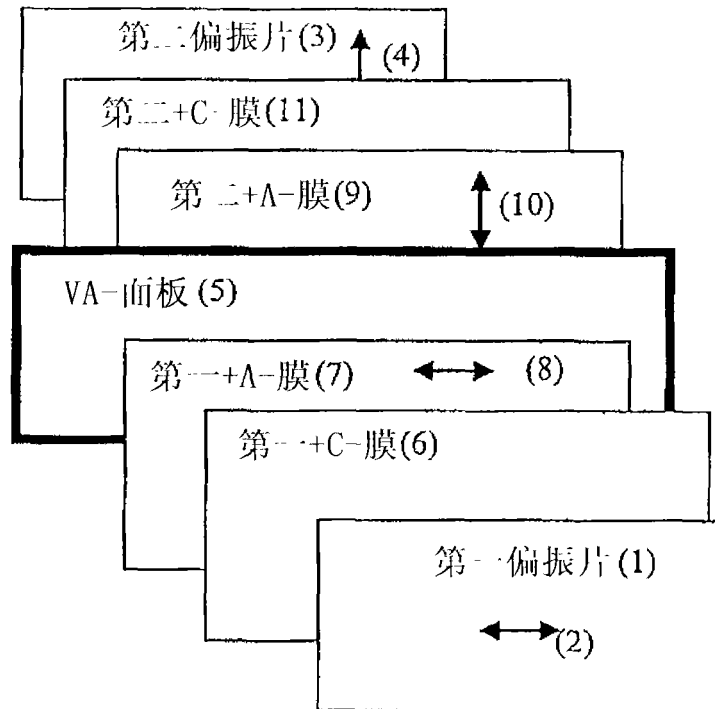 第二偏振片(3)
(4)
第二+C-膜(11)
第二+A-膜(9)
(10)
VA-面板(5)
第一+A-膜(7)
(8)
第一+C-膜(6)
第一偏振片(1)
(2)